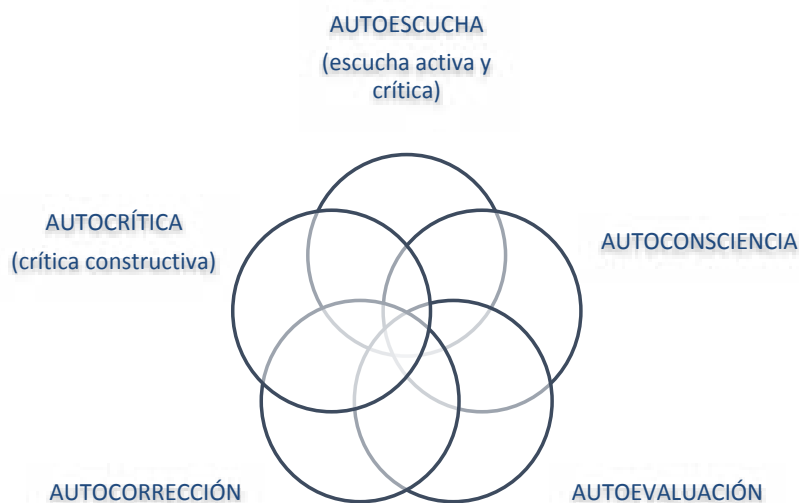 AUTOESCUCHA
(escucha activa y
crítica)
AUTOCRÍTICA
(crítica constructiva)
AUTOCONSCIENCIA
AUTOCORRECCIÓN
AUTOEVALUACIÓN